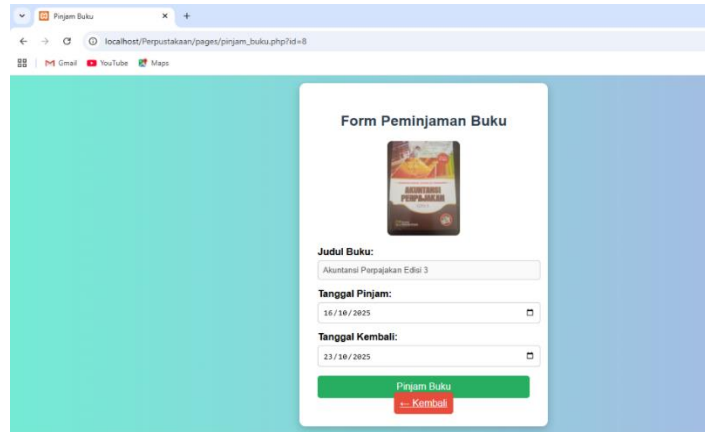 Pinjam Buku
localhost/Perpustakaan/pages/pinjam_buku.php?id=8
Gmail YouTube Maps
Form Peminjaman Buku
AKUNTANSI
PERPAJAKAN
Judul Buku:
Akuntansi Perpajakan Edisi 3
Tanggal Pinjam:
16/10/2025
Tanggal Kembali:
23/10/2025
Pinjam Buku
← Kembali